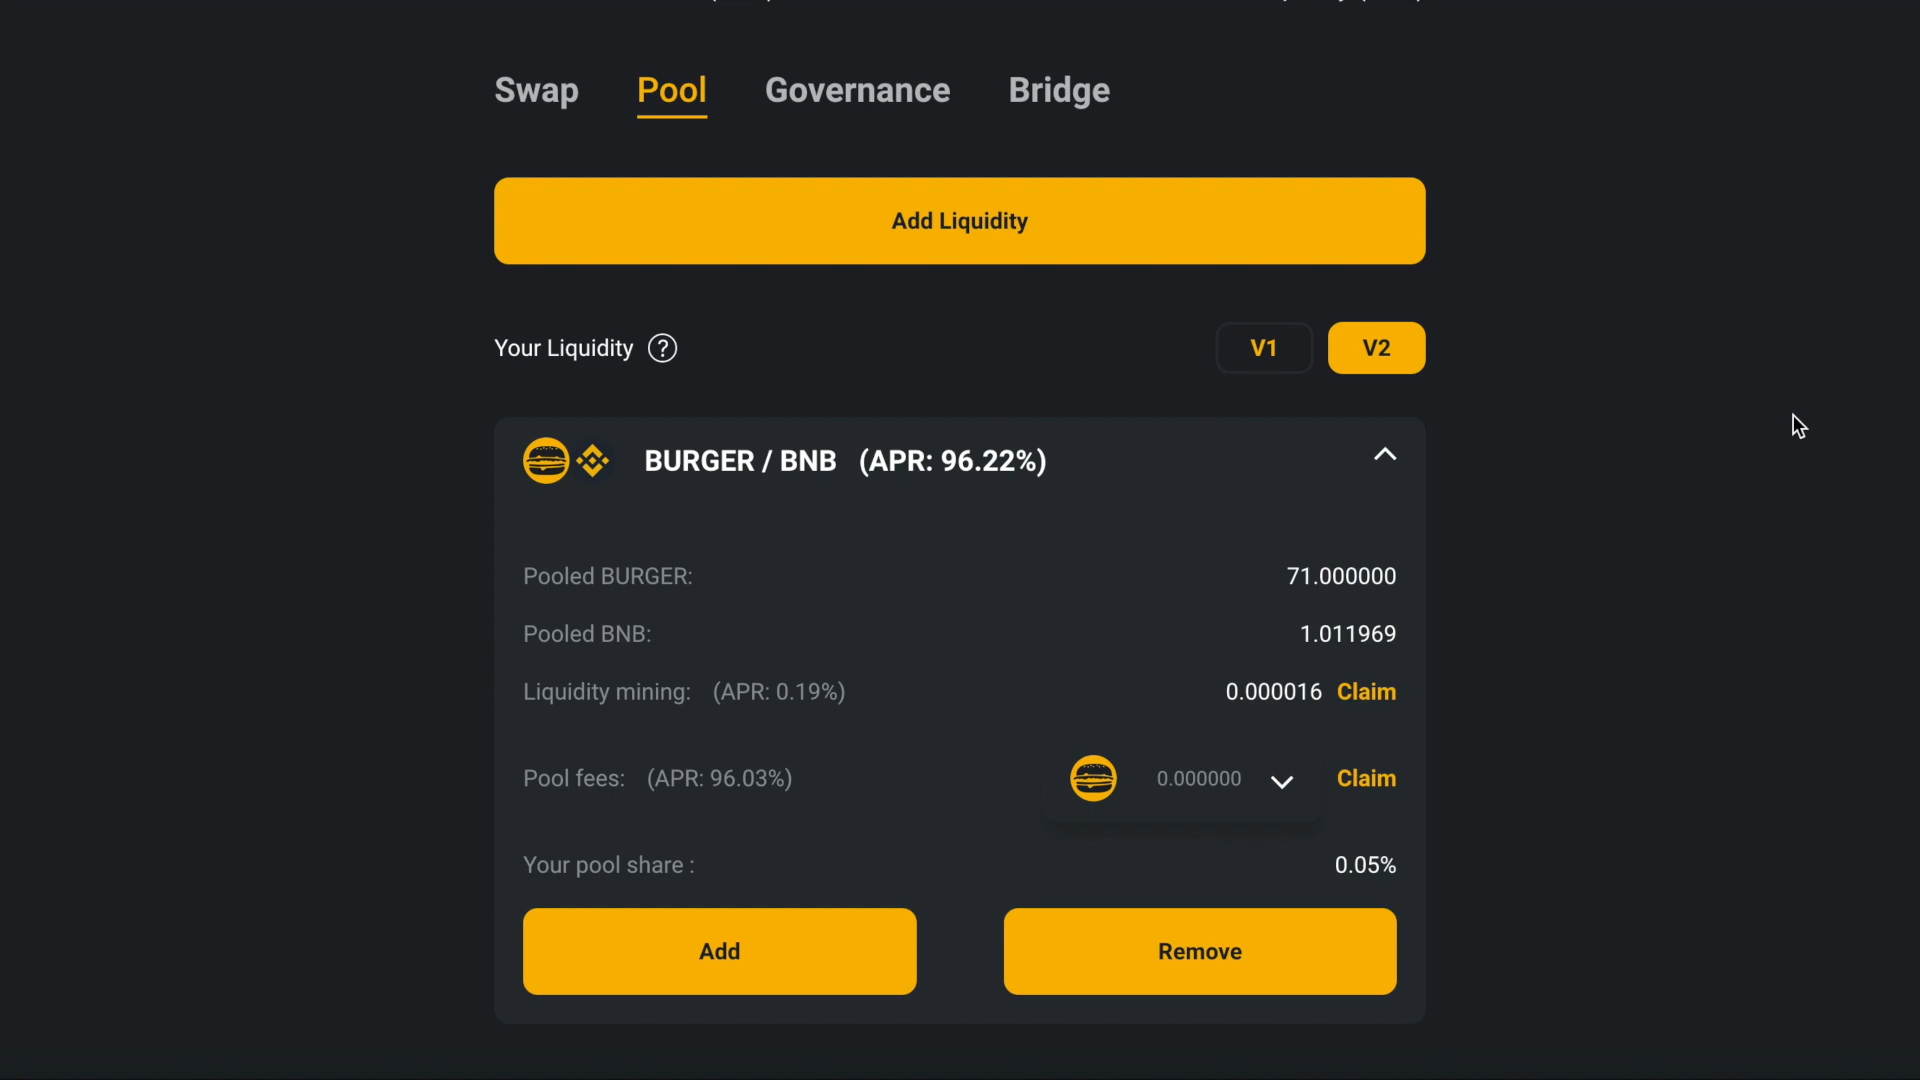 Swap Pool Governance Bridge
Add Liquidity
Your Liquidity ? V1 V2
BURGER / BNB (APR: 96.22%)
Pooled BURGER: 71.000000
Pooled BNB: 1.011969
Liquidity mining: (APR: 0.19%) 0.000016 Claim
Pool fees: (APR: 96.03%) 0.000000 Claim
Your pool share : 0.05%
Add Remove